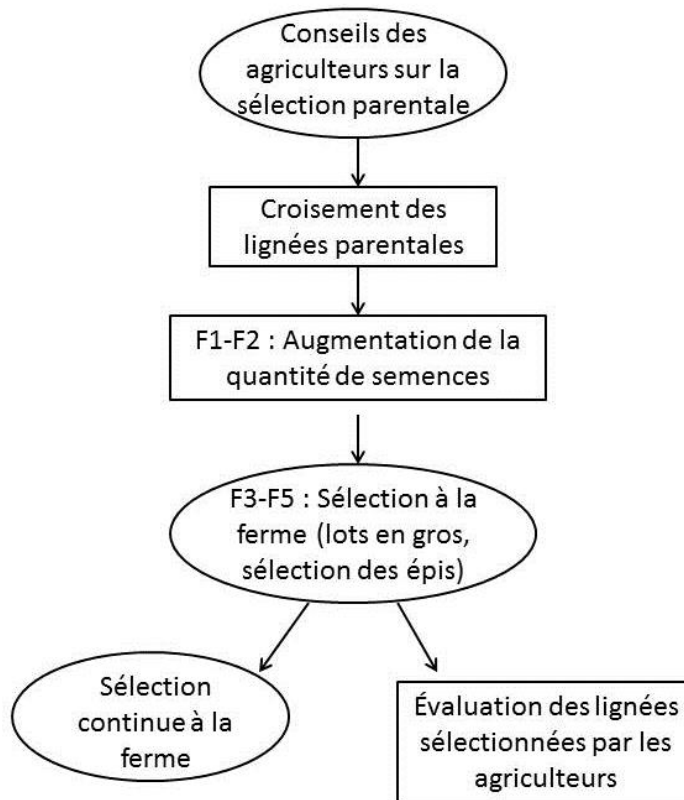 Conseils des
agriculteurs sur la
sélection parentale
Croisement des
lignées parentales
F1-F2 : Augmentation de la
quantité de semences
F3-F5 : Sélection à la
ferme (lots en gros,
sélection des épis)
Sélection
continue à la
ferme
Évaluation des lignées
sélectionnées par les
agriculteurs